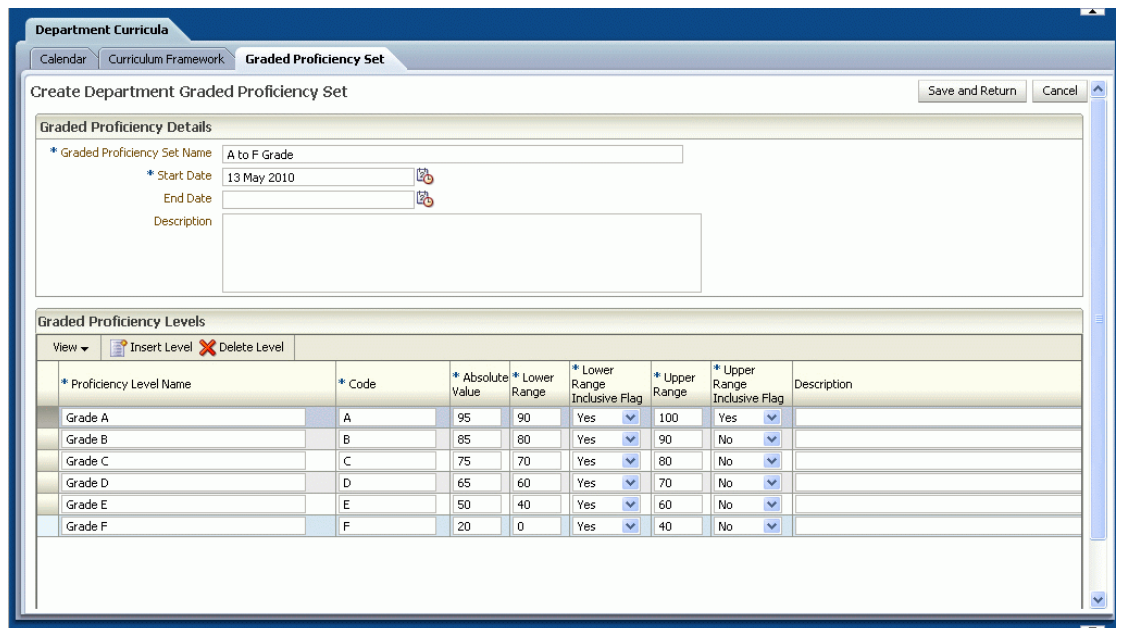 Department Curricula
Calendar Curriculum Framework Graded Proficiency Set
Create Department Graded Proficiency Set Save and Return Cancel
Graded Proficiency Details
* Graded Proficiency Set Name A to F Grade
* Start Date 13 May 2010
End Date
Description
Graded Proficiency Levels
View Insert Level Delete Level
* Proficiency Level Name * Code * Absolute Value * Lower Range * Lower Range Inclusive Flag * Upper Range * Upper Range Inclusive Flag Description
Grade A A 95 90 Yes 100 Yes
Grade B B 85 80 Yes 90 No
Grade C C 75 70 Yes 80 No
Grade D D 65 60 Yes 70 No
Grade E E 50 40 Yes 60 No
Grade F F 20 0 Yes 40 No